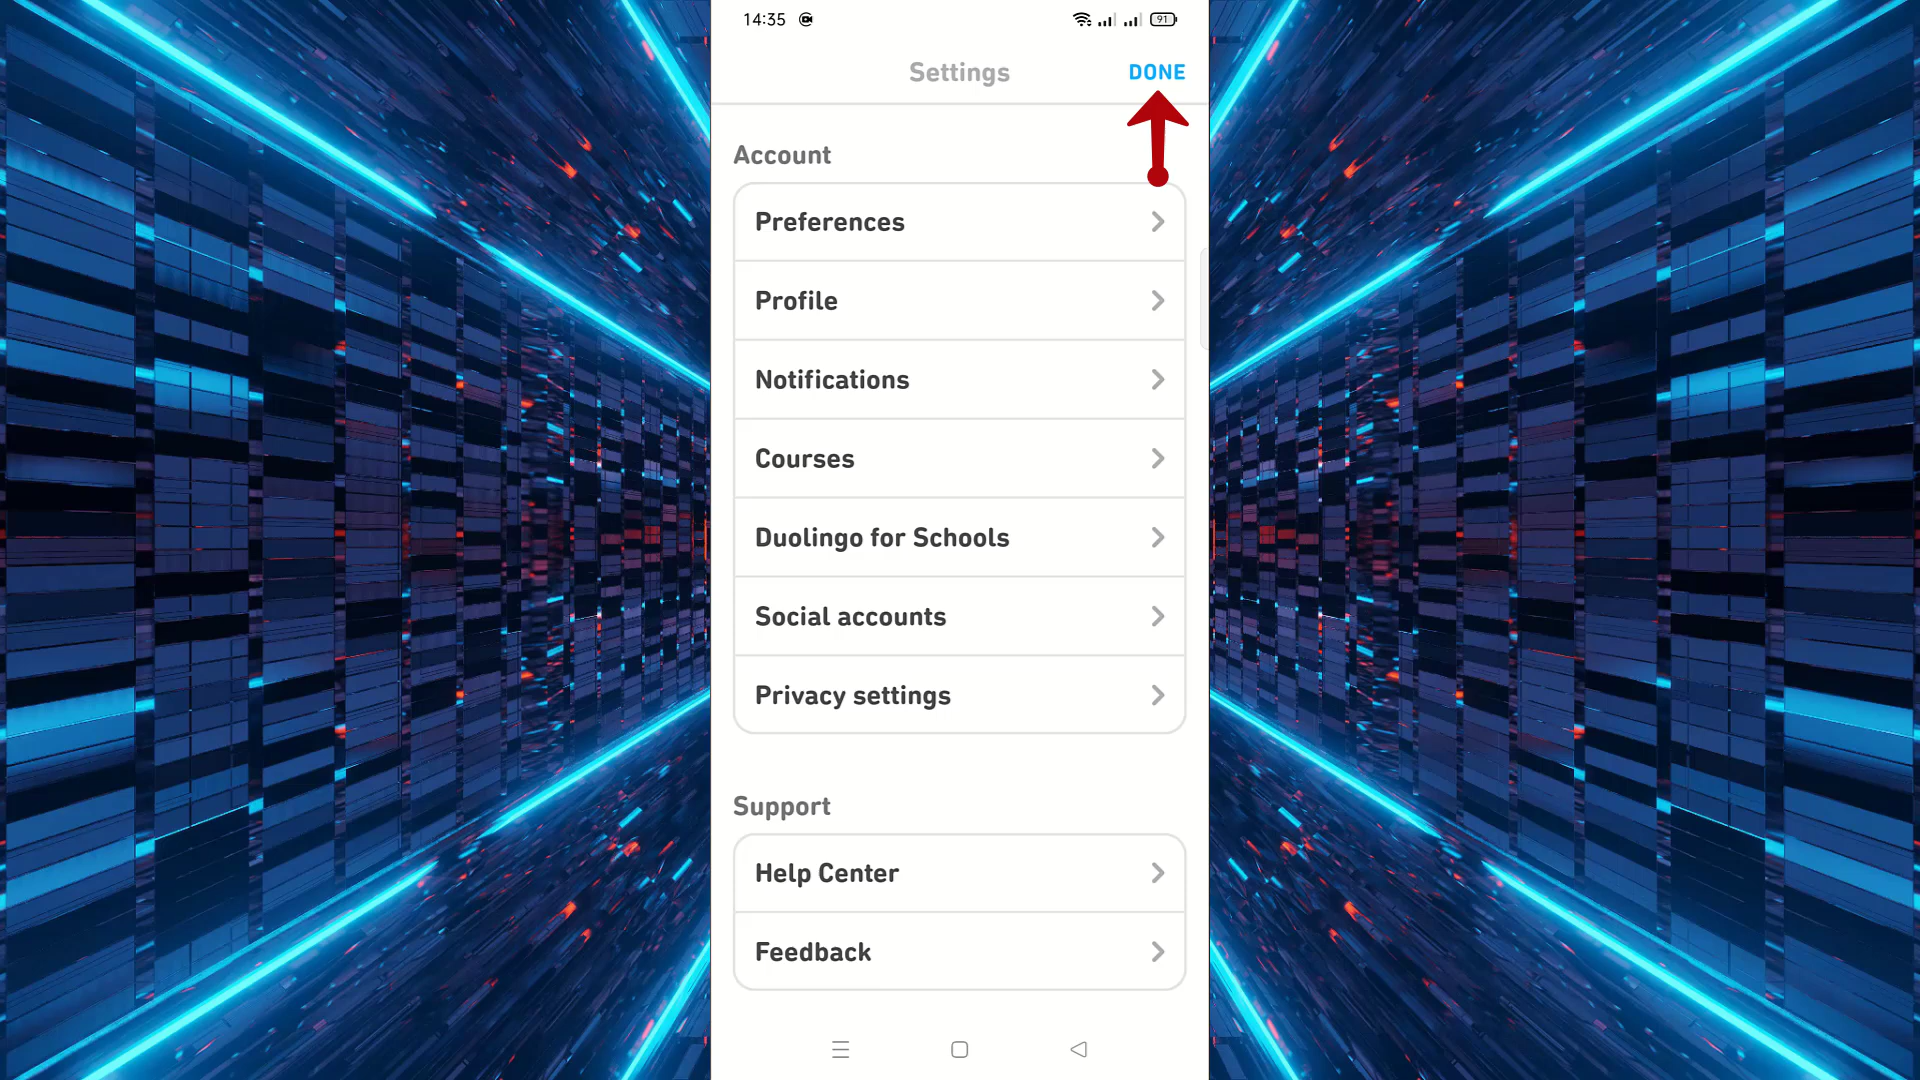 14:35
91
Settings
DONE
Account
Preferences
Profile
Notifications
Courses
Duolingo for Schools
Social accounts
Privacy settings
Support
Help Center
Feedback